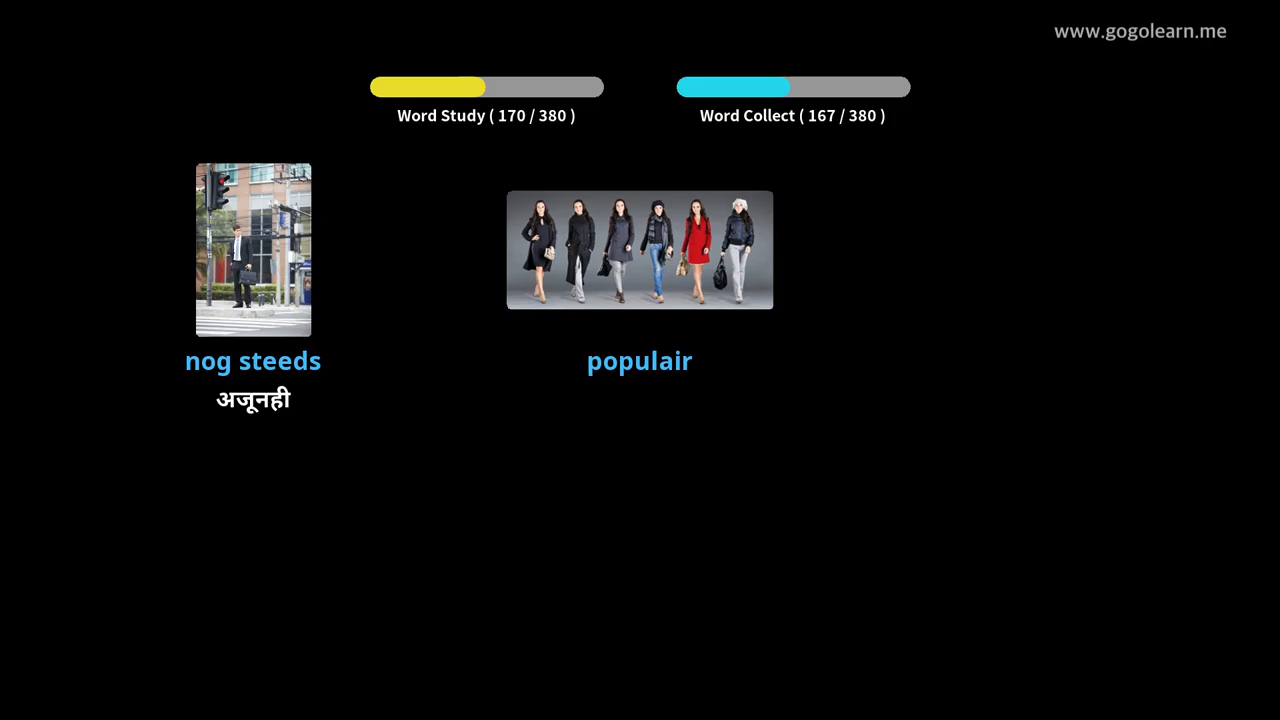 www.gogolearn.me
Word Study ( 170 / 380 )
Word Collect ( 167 / 380 )
nog steeds
अजूनही
populair